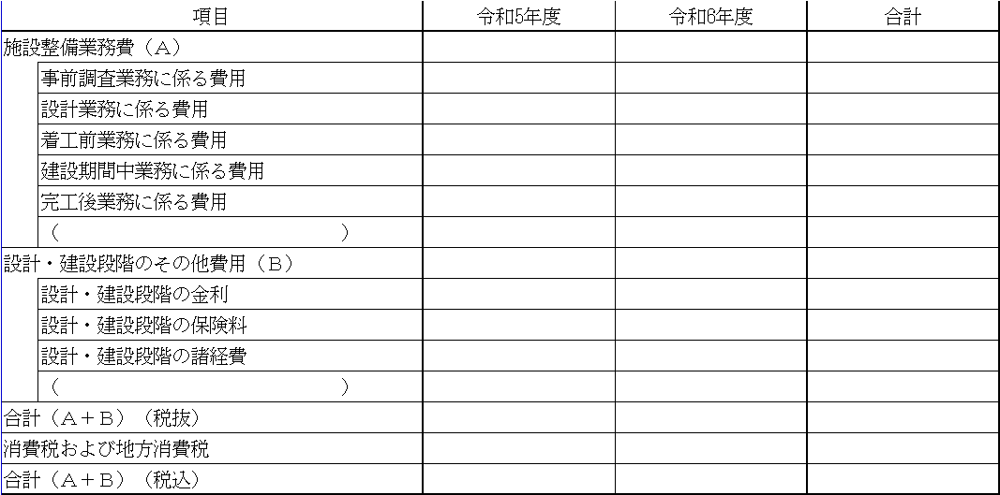 項目 令和5年度 令和6年度 合計
施設整備業務費（Ａ）
事前調査業務に係る費用
設計業務に係る費用
着工前業務に係る費用
建設期間中業務に係る費用
完工後業務に係る費用
（　　　　　　　　　　　　　　　）
設計・建設段階のその他費用（Ｂ）
設計・建設段階の金利
設計・建設段階の保険料
設計・建設段階の諸経費
（　　　　　　　　　　　　　　　）
合計（Ａ＋Ｂ）（税抜）
消費税および地方消費税
合計（Ａ＋Ｂ）（税込）